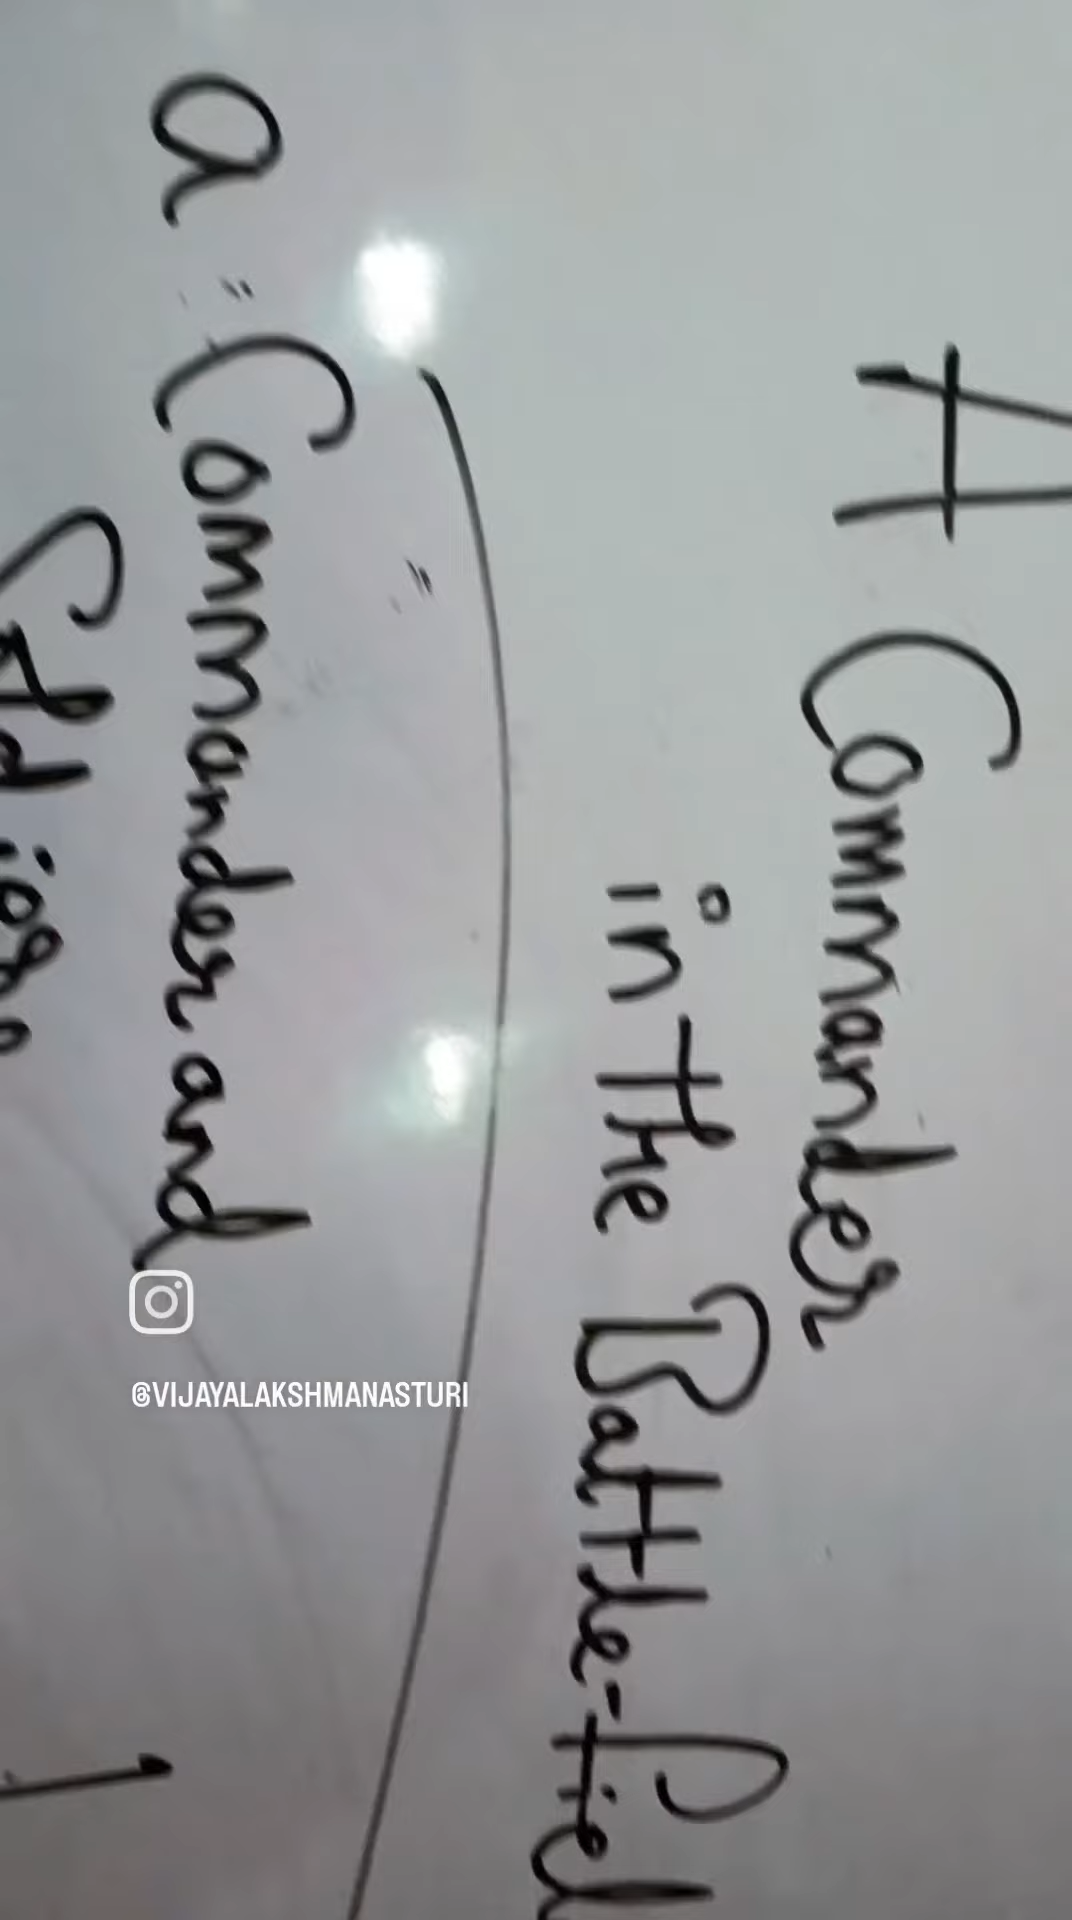 A Commander
in the Battle-Fiel
a Commander and
@VIJAYALAKSHMANASTURI